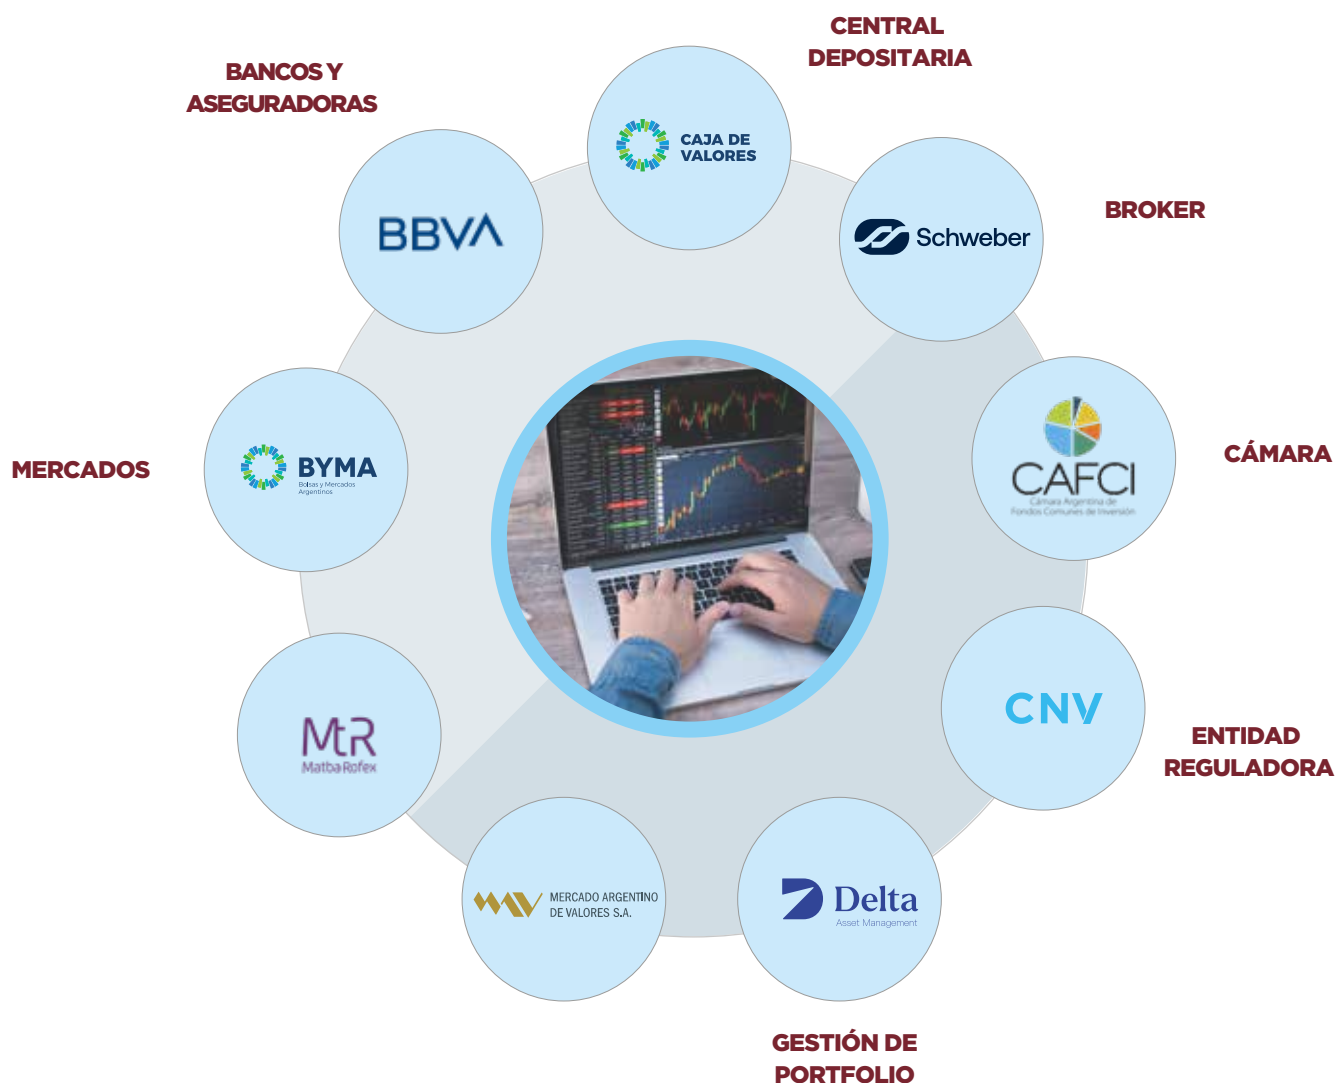 CENTRAL
DEPOSITARIA
BANCOS Y
ASEGURADORAS
CAJA DE
VALORES
BROKER
BBVA
Schweber
MERCADOS
BYMA
Bolsas y Mercados
Argentinos
CÁMARA
CAFCI
Cámara Argentina de
Fondos Comunes de Inversión
CNV
ENTIDAD
REGULADORA
MtR
Matba Rofex
MERCADO ARGENTINO
DE VALORES S.A.
Delta
Asset Management
GESTIÓN DE
PORTFOLIO